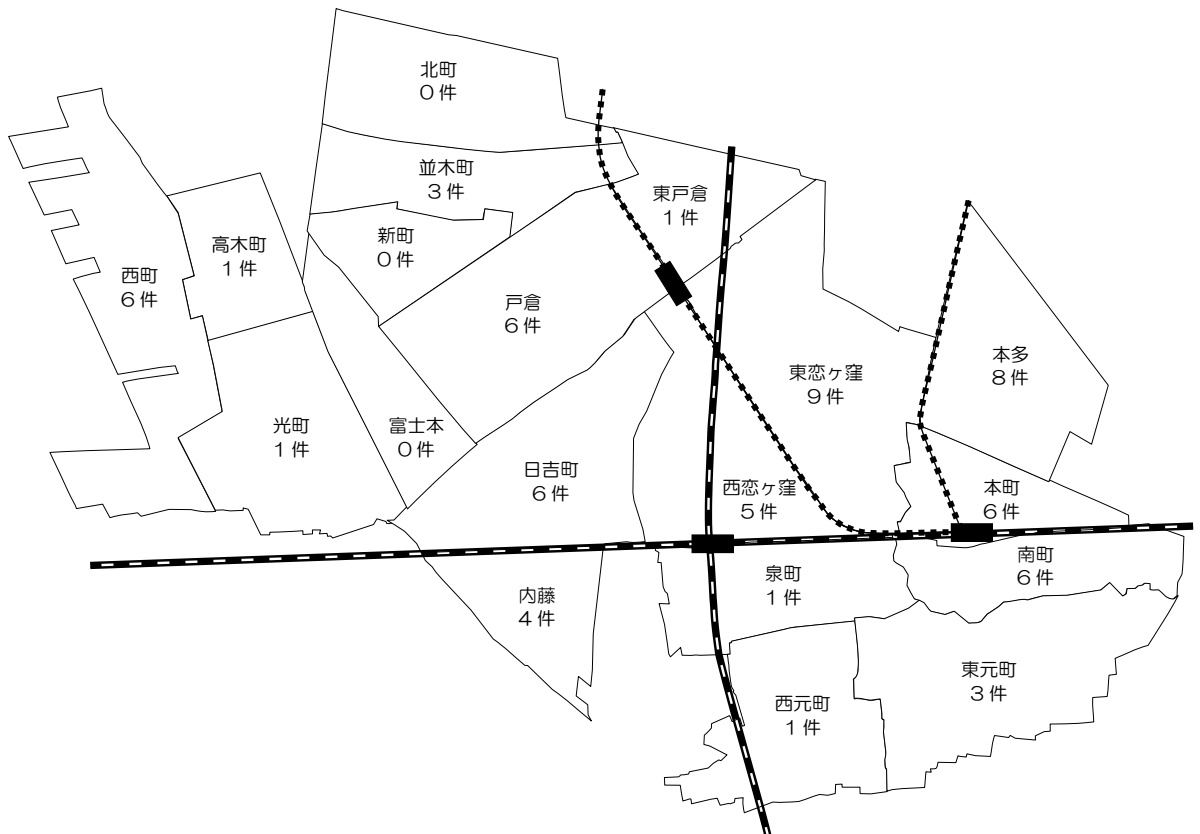 北町
０件
並木町
３件
東戸倉
１件
新町
０件
高木町
１件
西町
６件
戸倉
６件
本多
８件
東恋ヶ窪
９件
光町
１件
富士本
０件
日吉町
６件
西恋ヶ窪
５件
本町
６件
南町
６件
泉町
１件
内藤
４件
東元町
３件
西元町
１件